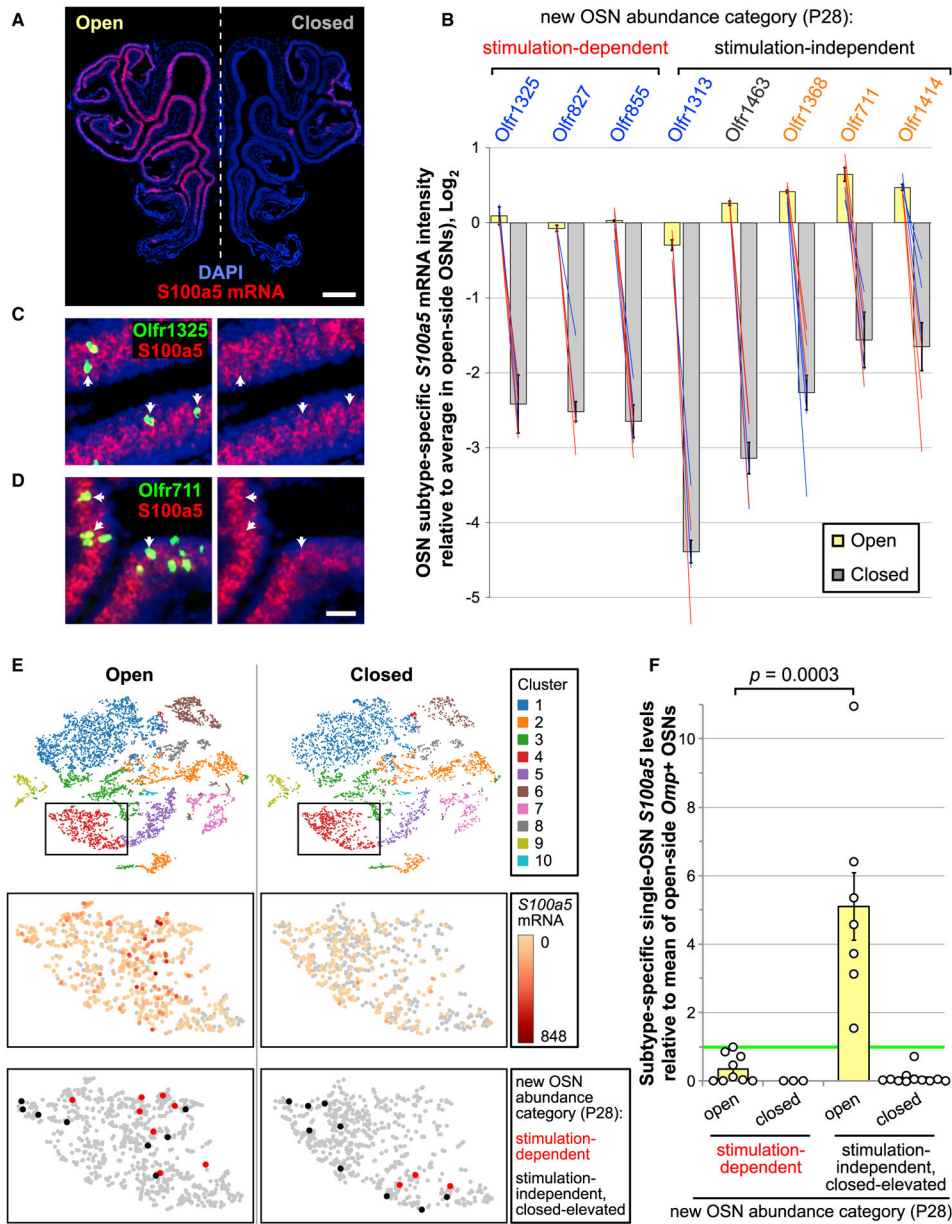 A
Open
Closed
DAPI
S100a5 mRNA
B
new OSN abundance category (P28):
stimulation-dependent
stimulation-independent
Olfr1325
Olfr827
Olfr855
Olfr1313
Olfr1463
Olfr1368
Olfr711
Olfr1414
OSN subtype-specific S100a5 mRNA intensity
relative to average in open-side OSNs), Log2
1
0
-1
-2
-3
-4
-5
Open
Closed
C
Olfr1325
S100a5
D
Olfr711
S100a5
E
Open
Closed
Cluster
1
2
3
4
5
6
7
8
9
10
S100a5
mRNA
0
848
new OSN
abundance
category (P28):
stimulation-
dependent
stimulation-
independent,
closed-elevated
F
p = 0.0003
Subtype-specific single-OSN S100a5 levels
relative to mean of open-side Omp+ OSNs
10
8
6
4
2
1
0
open
closed
open
closed
stimulation-
dependent
stimulation-
independent,
closed-elevated
new OSN abundance category (P28)